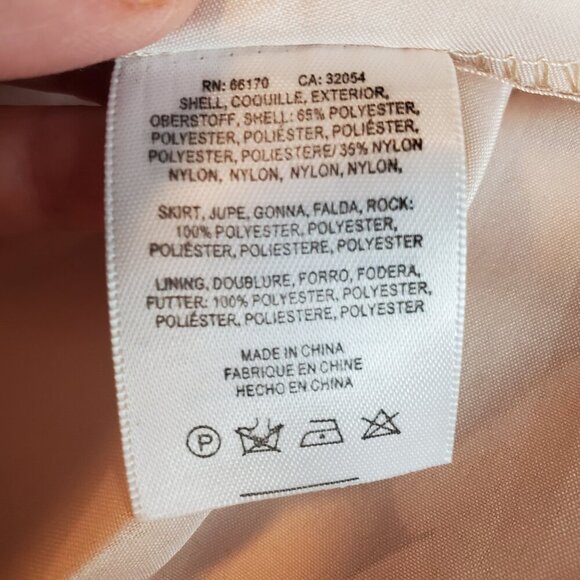 RN: 66170 CA: 32054
SHELL, COQUILLE, EXTERIOR,
OBERSTOFF, SHELL: 65% POLYESTER,
POLYESTER, POLIÉSTER, POLIÉSTER,
POLYESTER, POLIESTERE/ 35% NYLON
NYLON, NYLON, NYLON, NYLON,
SKIRT, JUPE, GONNA, FALDA, ROCK:
100% POLYESTER, POLYESTER,
POLIÉSTER, POLIESTERE, POLYESTER
LINING, DOUBLURE, FORRO, FODERA,
FUTTER: 100% POLYESTER, POLYESTER,
POLIÉSTER, POLIESTERE, POLYESTER
MADE IN CHINA
FABRIQUE EN CHINE
HECHO EN CHINA
P